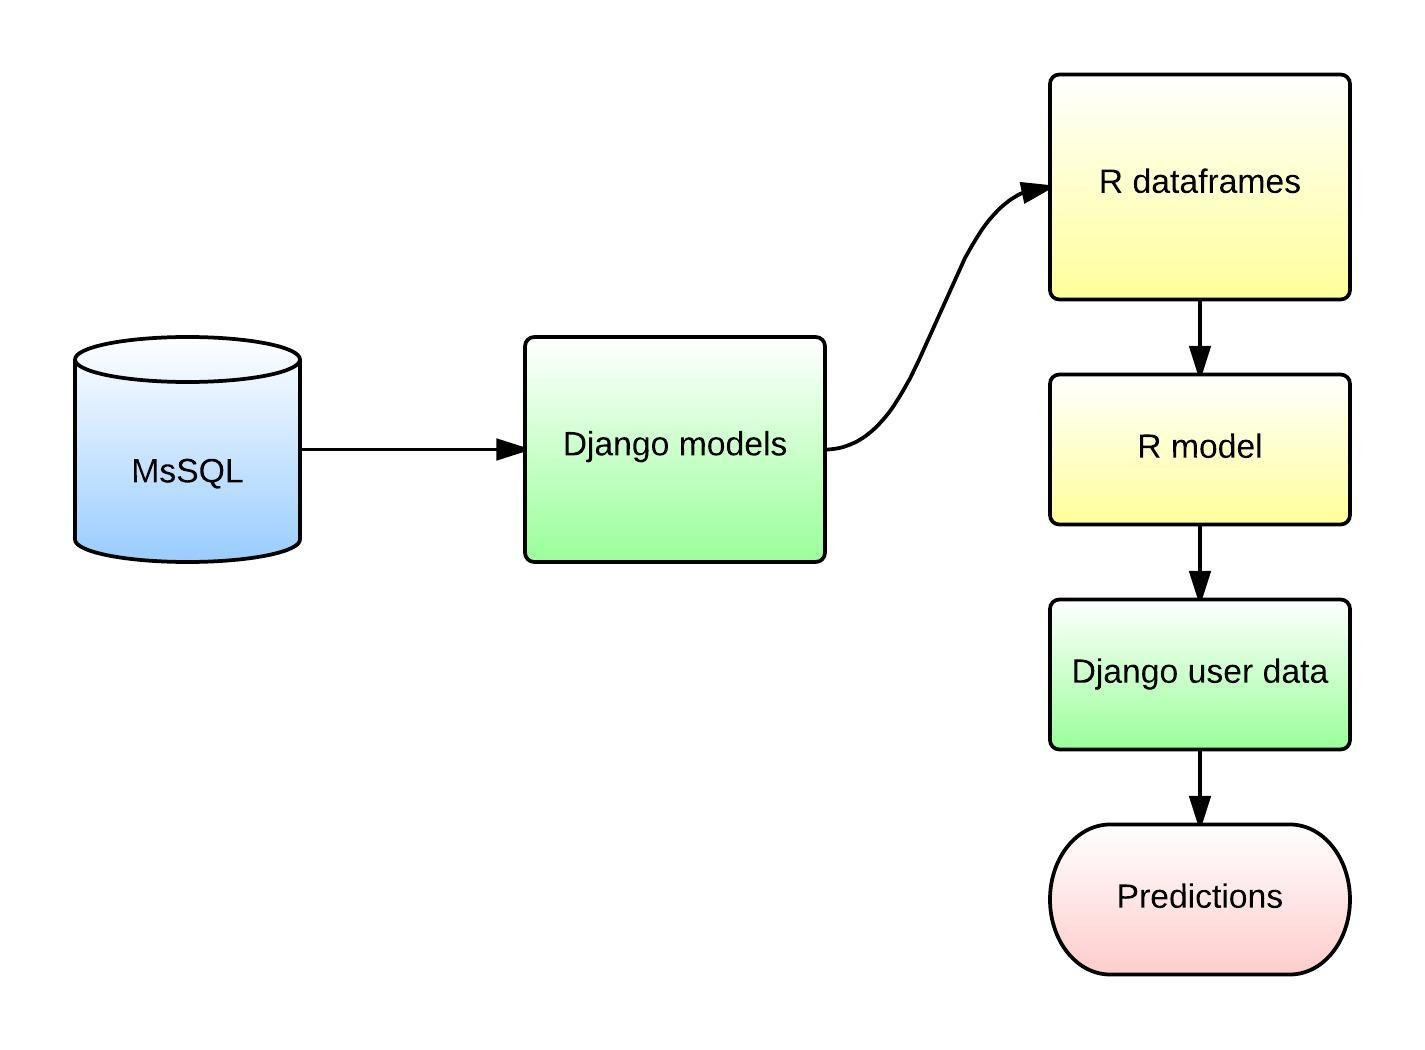 MsSQL
Django models
R dataframes
R model
Django user data
Predictions